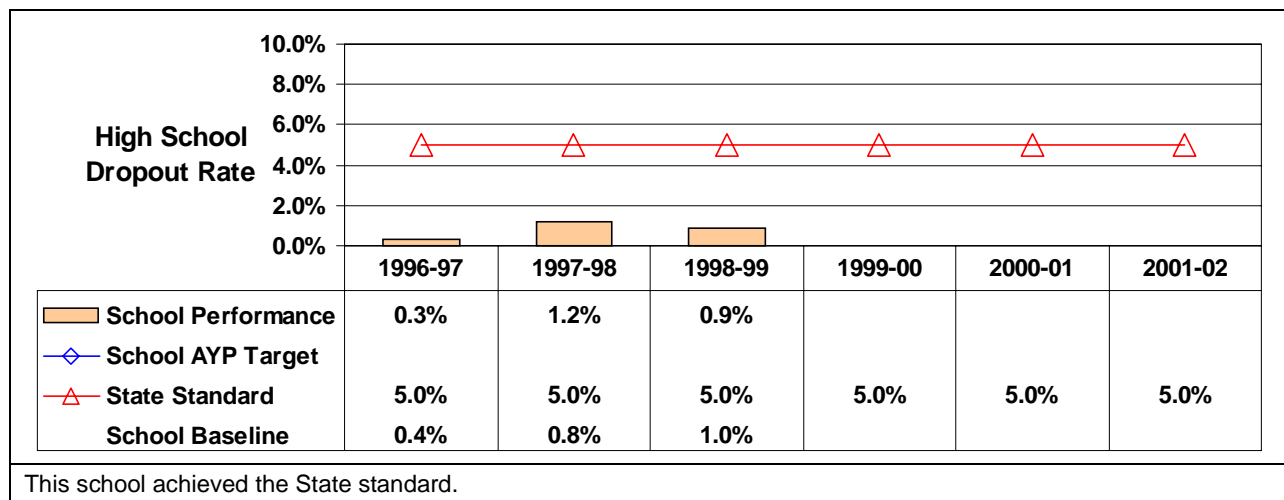 10.0%
8.0%
6.0%
4.0%
2.0%
0.0%
High School
Dropout Rate
1996-97 1997-98 1998-99 1999-00 2000-01 2001-02
School Performance 0.3% 1.2% 0.9%
School AYP Target
State Standard 5.0% 5.0% 5.0% 5.0% 5.0% 5.0%
School Baseline 0.4% 0.8% 1.0%
This school achieved the State standard.